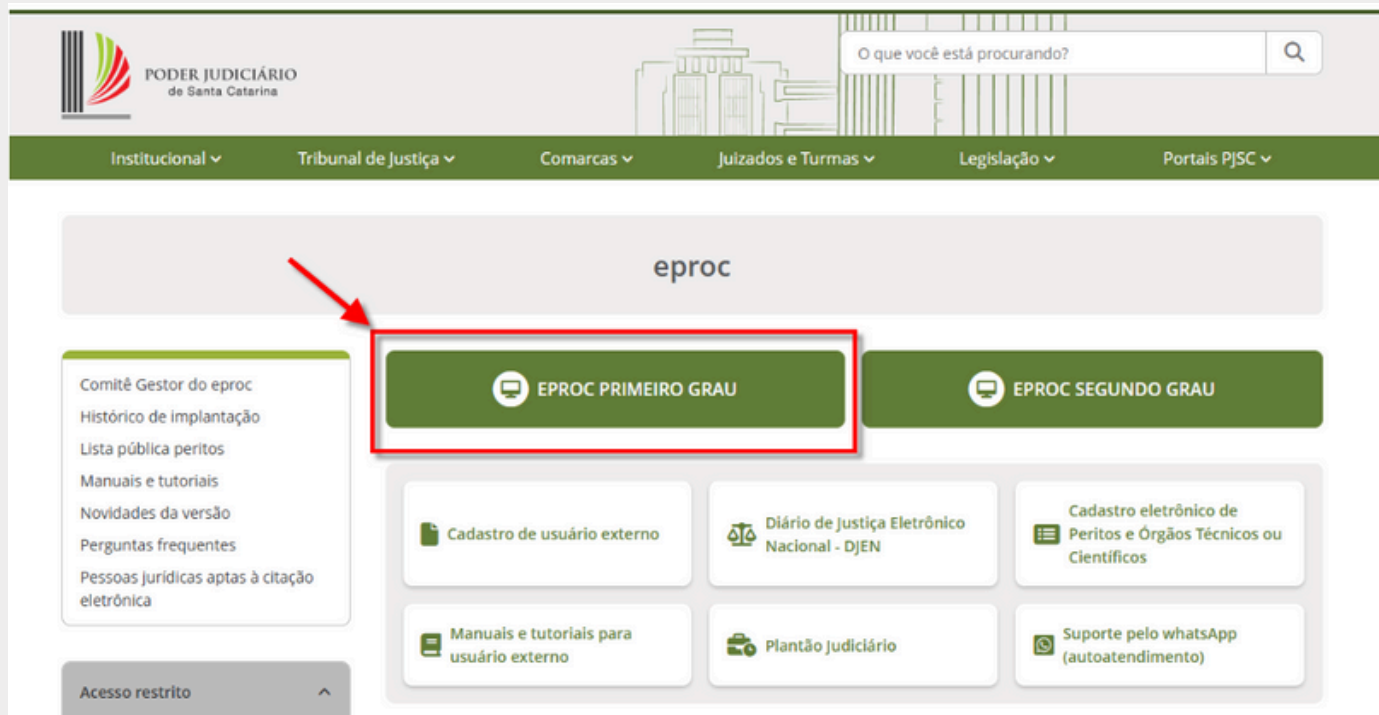 PODER JUDICIÁRIO
de Santa Catarina
O que você está procurando?
Institucional
Tribunal de Justiça
Comarcas
Juizados e Turmas
Legislação
Portais PJSC
eproc
Comitê Gestor do eproc
Histórico de implantação
Lista pública peritos
Manuais e tutoriais
Novidades da versão
Perguntas frequentes
Pessoas jurídicas aptas à citação
eletrônica
Acesso restrito
EPROC PRIMEIRO GRAU
EPROC SEGUNDO GRAU
Cadastro de usuário externo
Diário de Justiça Eletrônico
Nacional - DJEN
Cadastro eletrônico de
Peritos e Órgãos Técnicos ou
Científicos
Manuais e tutoriais para
usuário externo
Plantão Judiciário
Suporte pelo whatsApp
(autoatendimento)